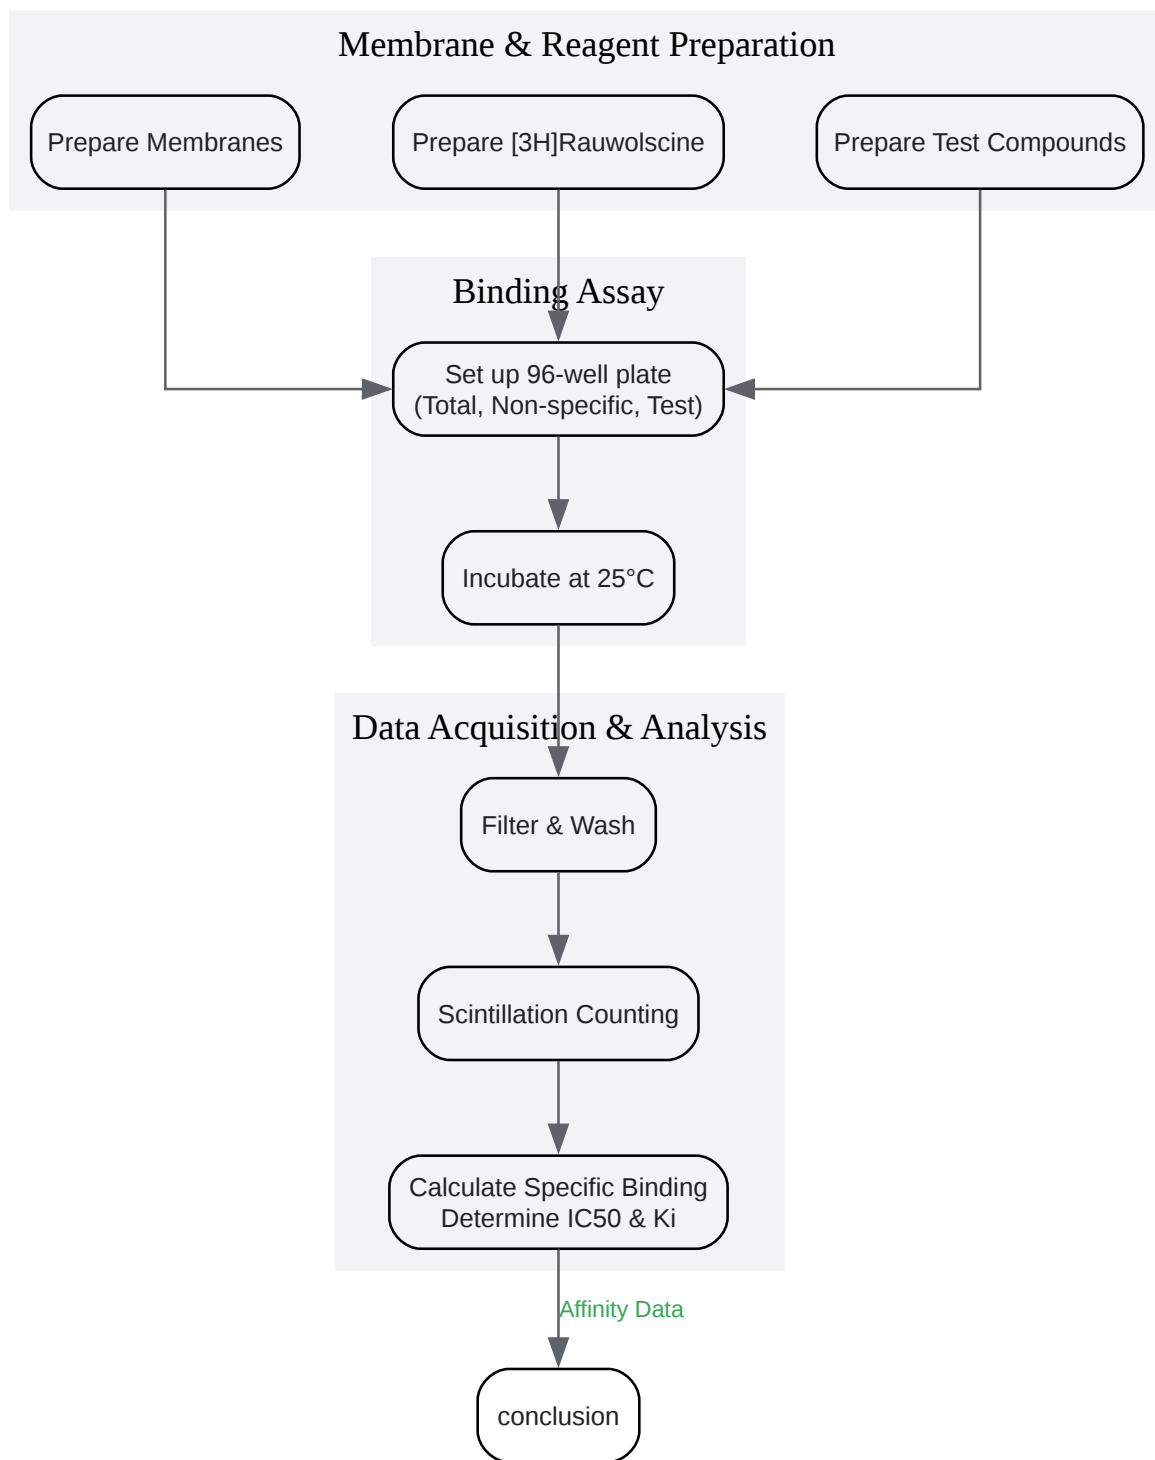 Membrane & Reagent Preparation
Prepare Membranes
Prepare [3H]Rauwolscine
Prepare Test Compounds
Binding Assay
Set up 96-well plate
(Total, Non-specific, Test)
Incubate at 25°C
Data Acquisition & Analysis
Filter & Wash
Scintillation Counting
Calculate Specific Binding
Determine IC50 & Ki
Affinity Data
conclusion